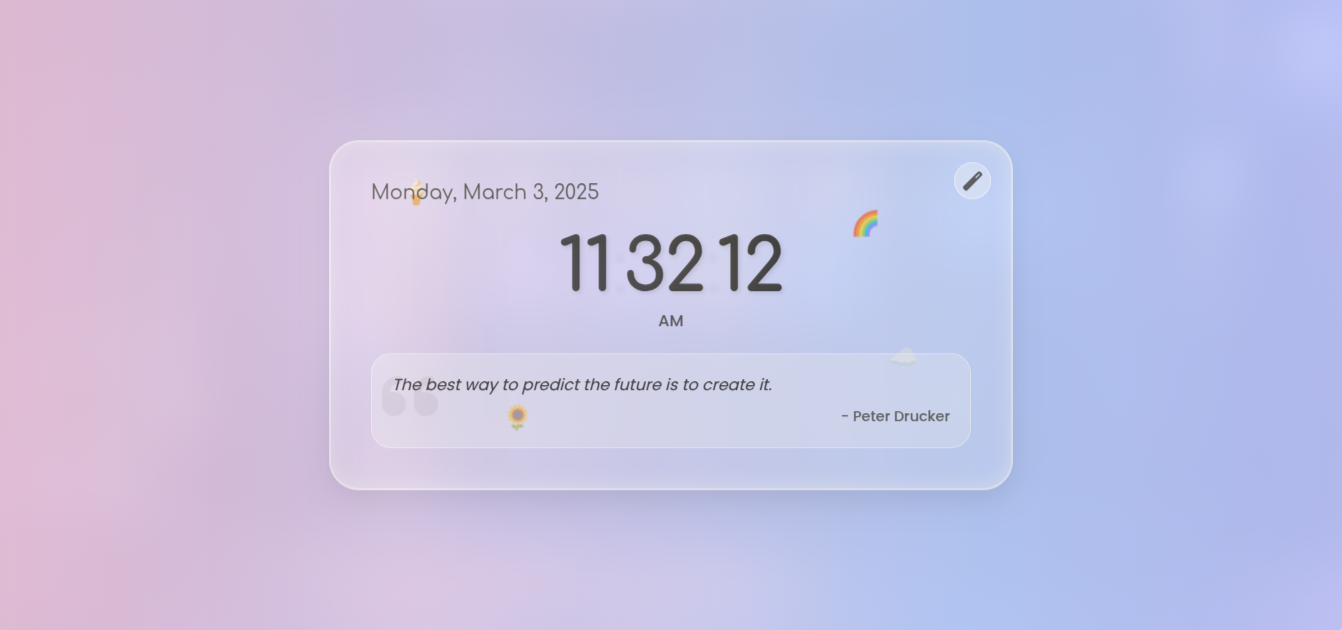 Monday, March 3, 2025
11 32 12
AM
The best way to predict the future is to create it.
- Peter Drucker